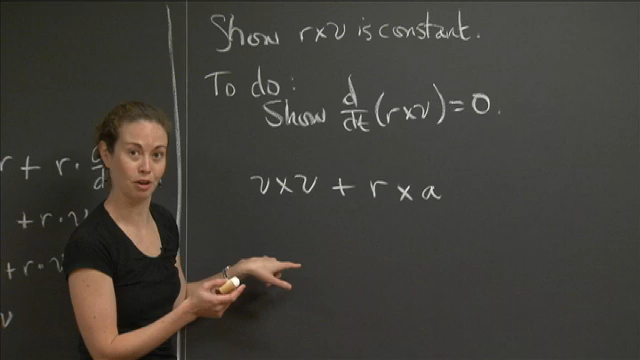 Show r×v is constant.
To do:
Show d/dt (r×v) = 0.
v×v + r×a
r + r·d
+ r·v
+ r·v
v